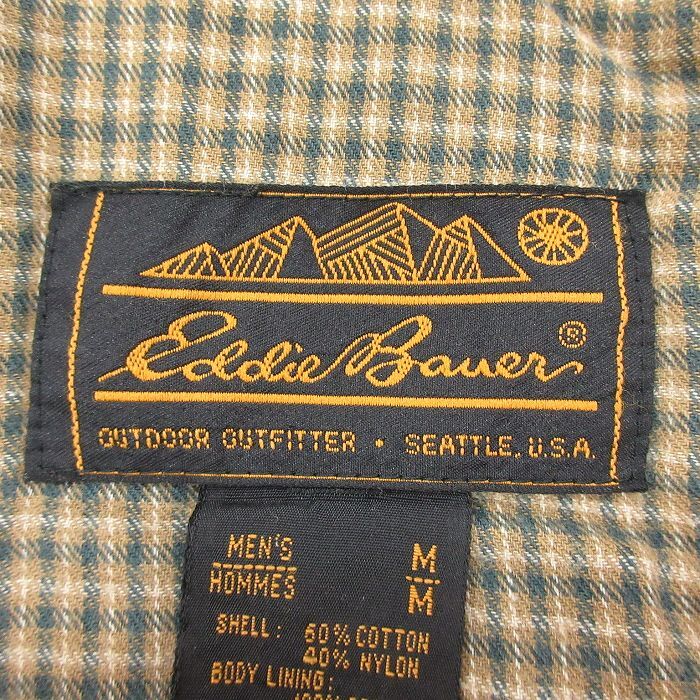 Eddie Bauer®
OUTDOOR OUTFITTER • SEATTLE, U.S.A.
MEN'S M
HOMMES M
SHELL: 60% COTTON
40% NYLON
BODY LINING: